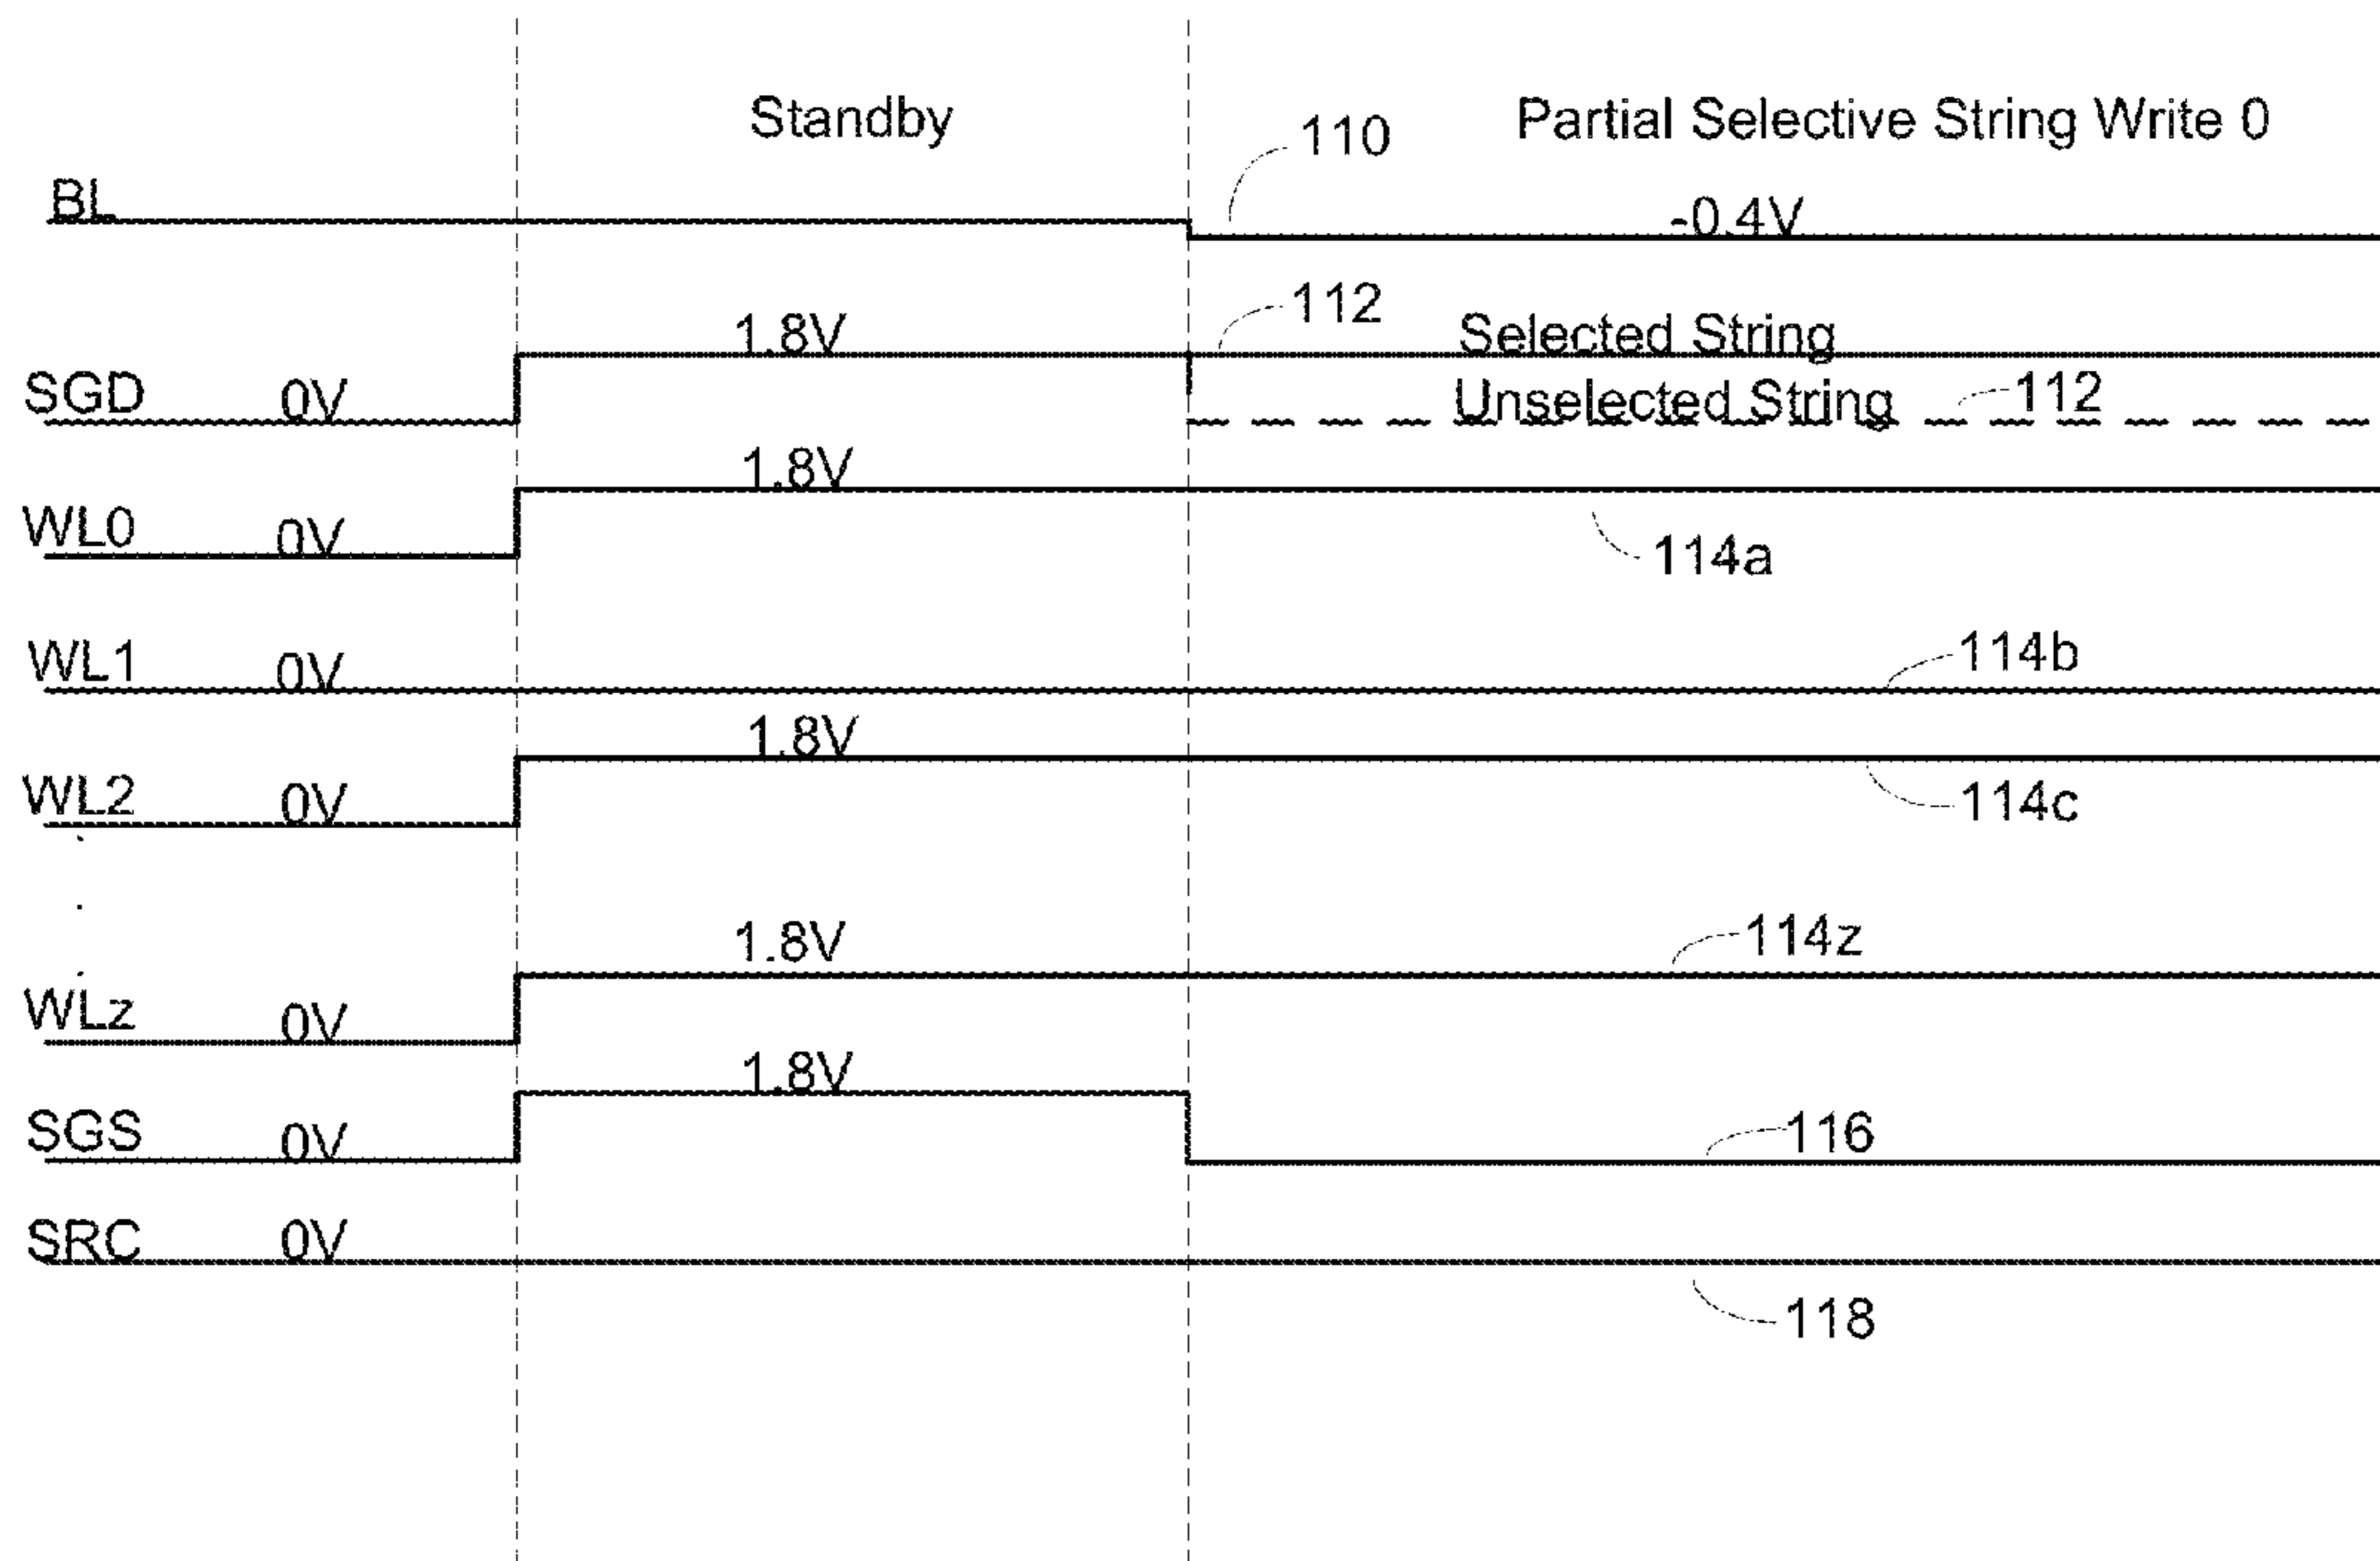 Standby
Partial Selective String Write 0
110
BL
-0.4V
112
1.8V
Selected String
SGD 0V
Unselected String
112
1.8V
WL0 0V
114a
WL1 0V
114b
1.8V
WL2 0V
114c
1.8V
114z
WLz 0V
1.8V
SGS 0V
116
SRC 0V
118